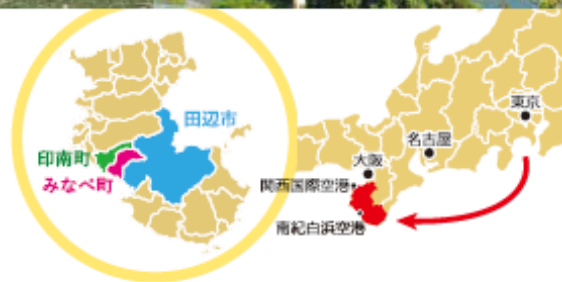 田辺市
印南町
みなべ町
東京
名古屋
大阪
関西国際空港
南紀白浜空港